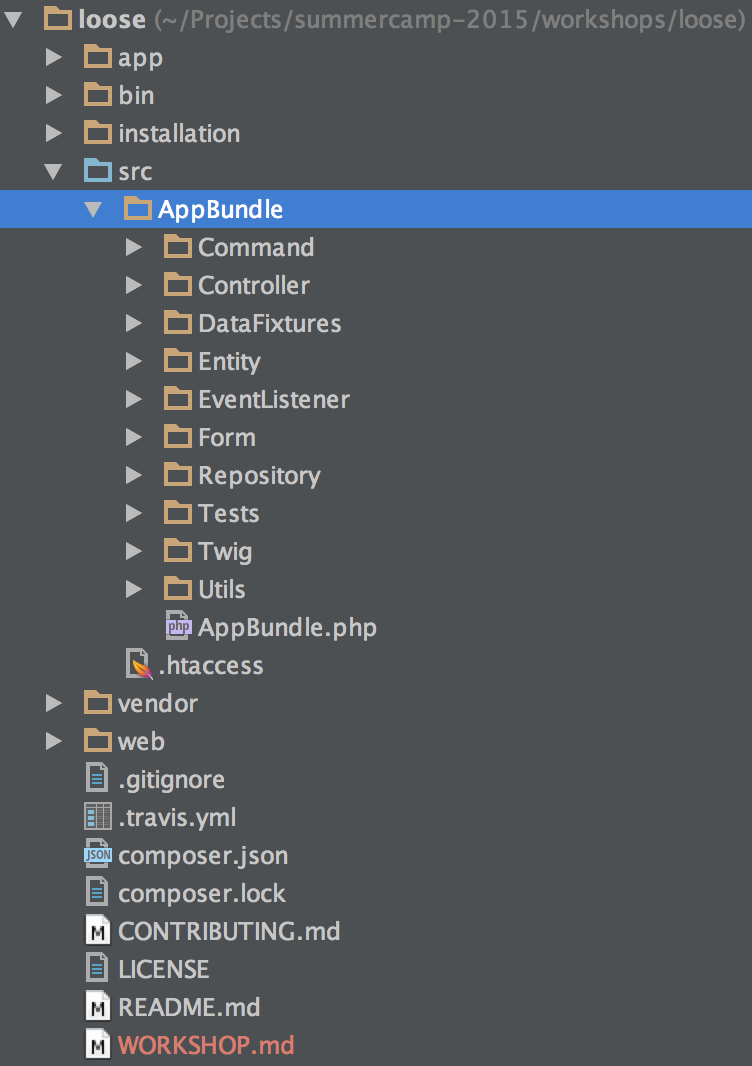 loose (~/Projects/summercamp-2015/workshops/loose)
app
bin
installation
src
AppBundle
Command
Controller
DataFixtures
Entity
EventListener
Form
Repository
Tests
Twig
Utils
php AppBundle.php
.htaccess
vendor
web
.gitignore
.travis.yml
JSON composer.json
composer.lock
M CONTRIBUTING.md
LICENSE
M README.md
M WORKSHOP.md